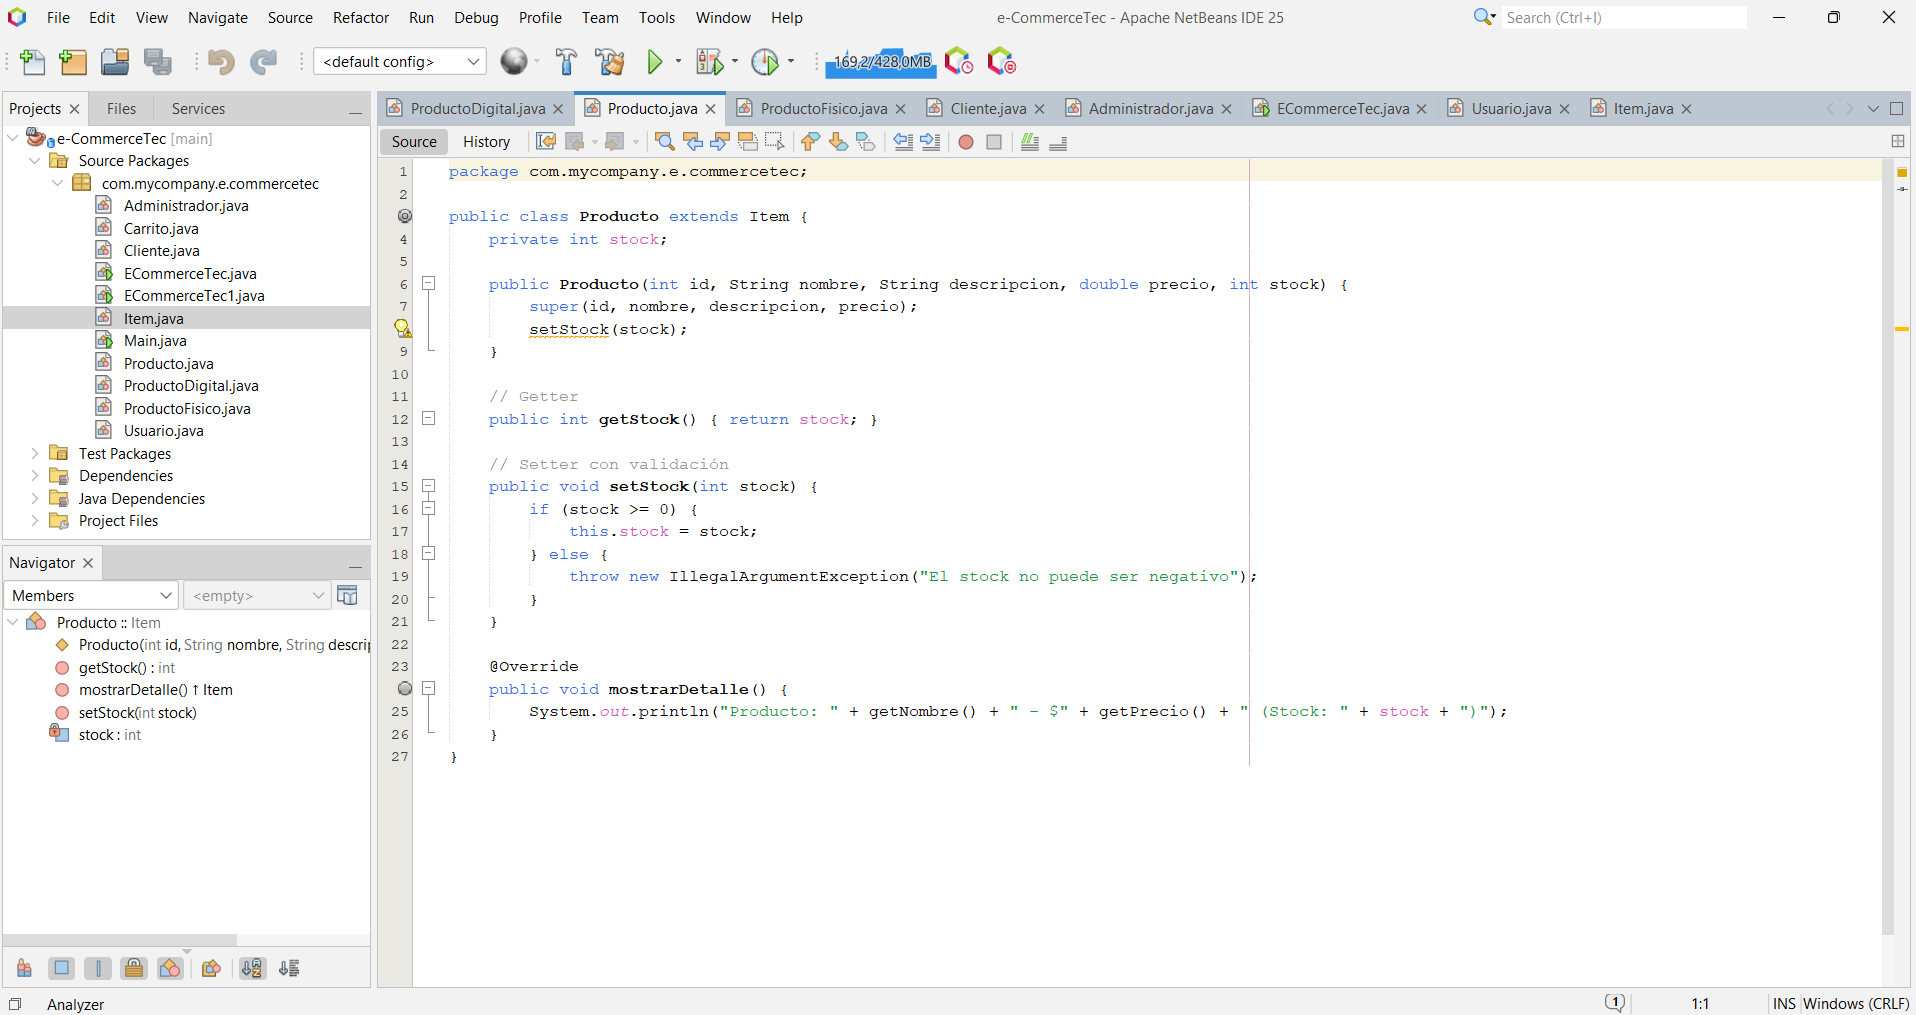 File Edit View Navigate Source Refactor Run Debug Profile Team Tools Window Help
e-CommerceTec - Apache NetBeans IDE 25
Search (Ctrl+I)
<default config>
169,2/428,0MB
Projects Files Services
e-CommerceTec [main]
Source Packages
com.mycompany.e.commercetec
Administrador.java
Carrito.java
Cliente.java
ECommerceTec.java
ECommerceTec1.java
Item.java
Main.java
Producto.java
ProductoDigital.java
ProductoFisico.java
Usuario.java
Test Packages
Dependencies
Java Dependencies
Project Files
Navigator
Members
<empty>
Producto :: Item
Producto(int id, String nombre, String descri
getStock() : int
mostrarDetalle() ↑ Item
setStock(int stock)
stock : int
ProductoDigital.java Producto.java ProductoFisico.java Cliente.java Administrador.java ECommerceTec.java Usuario.java Item.java
Source History
1 package com.mycompany.e.commercetec;
2
public class Producto extends Item {
4 private int stock;
5
6 public Producto(int id, String nombre, String descripcion, double precio, int stock) {
7 super(id, nombre, descripcion, precio);
setStock(stock);
9 }
10
11 // Getter
12 public int getStock() { return stock; }
13
14 // Setter con validación
15 public void setStock(int stock) {
16 if (stock >= 0) {
17 this.stock = stock;
18 } else {
19 throw new IllegalArgumentException("El stock no puede ser negativo");
20 }
21 }
22
23 @Override
public void mostrarDetalle() {
25 System.out.println("Producto: " + getNombre() + " - $" + getPrecio() + " (Stock: " + stock + ")");
26 }
27 }
Analyzer
1
1:1
INS
Windows (CRLF)